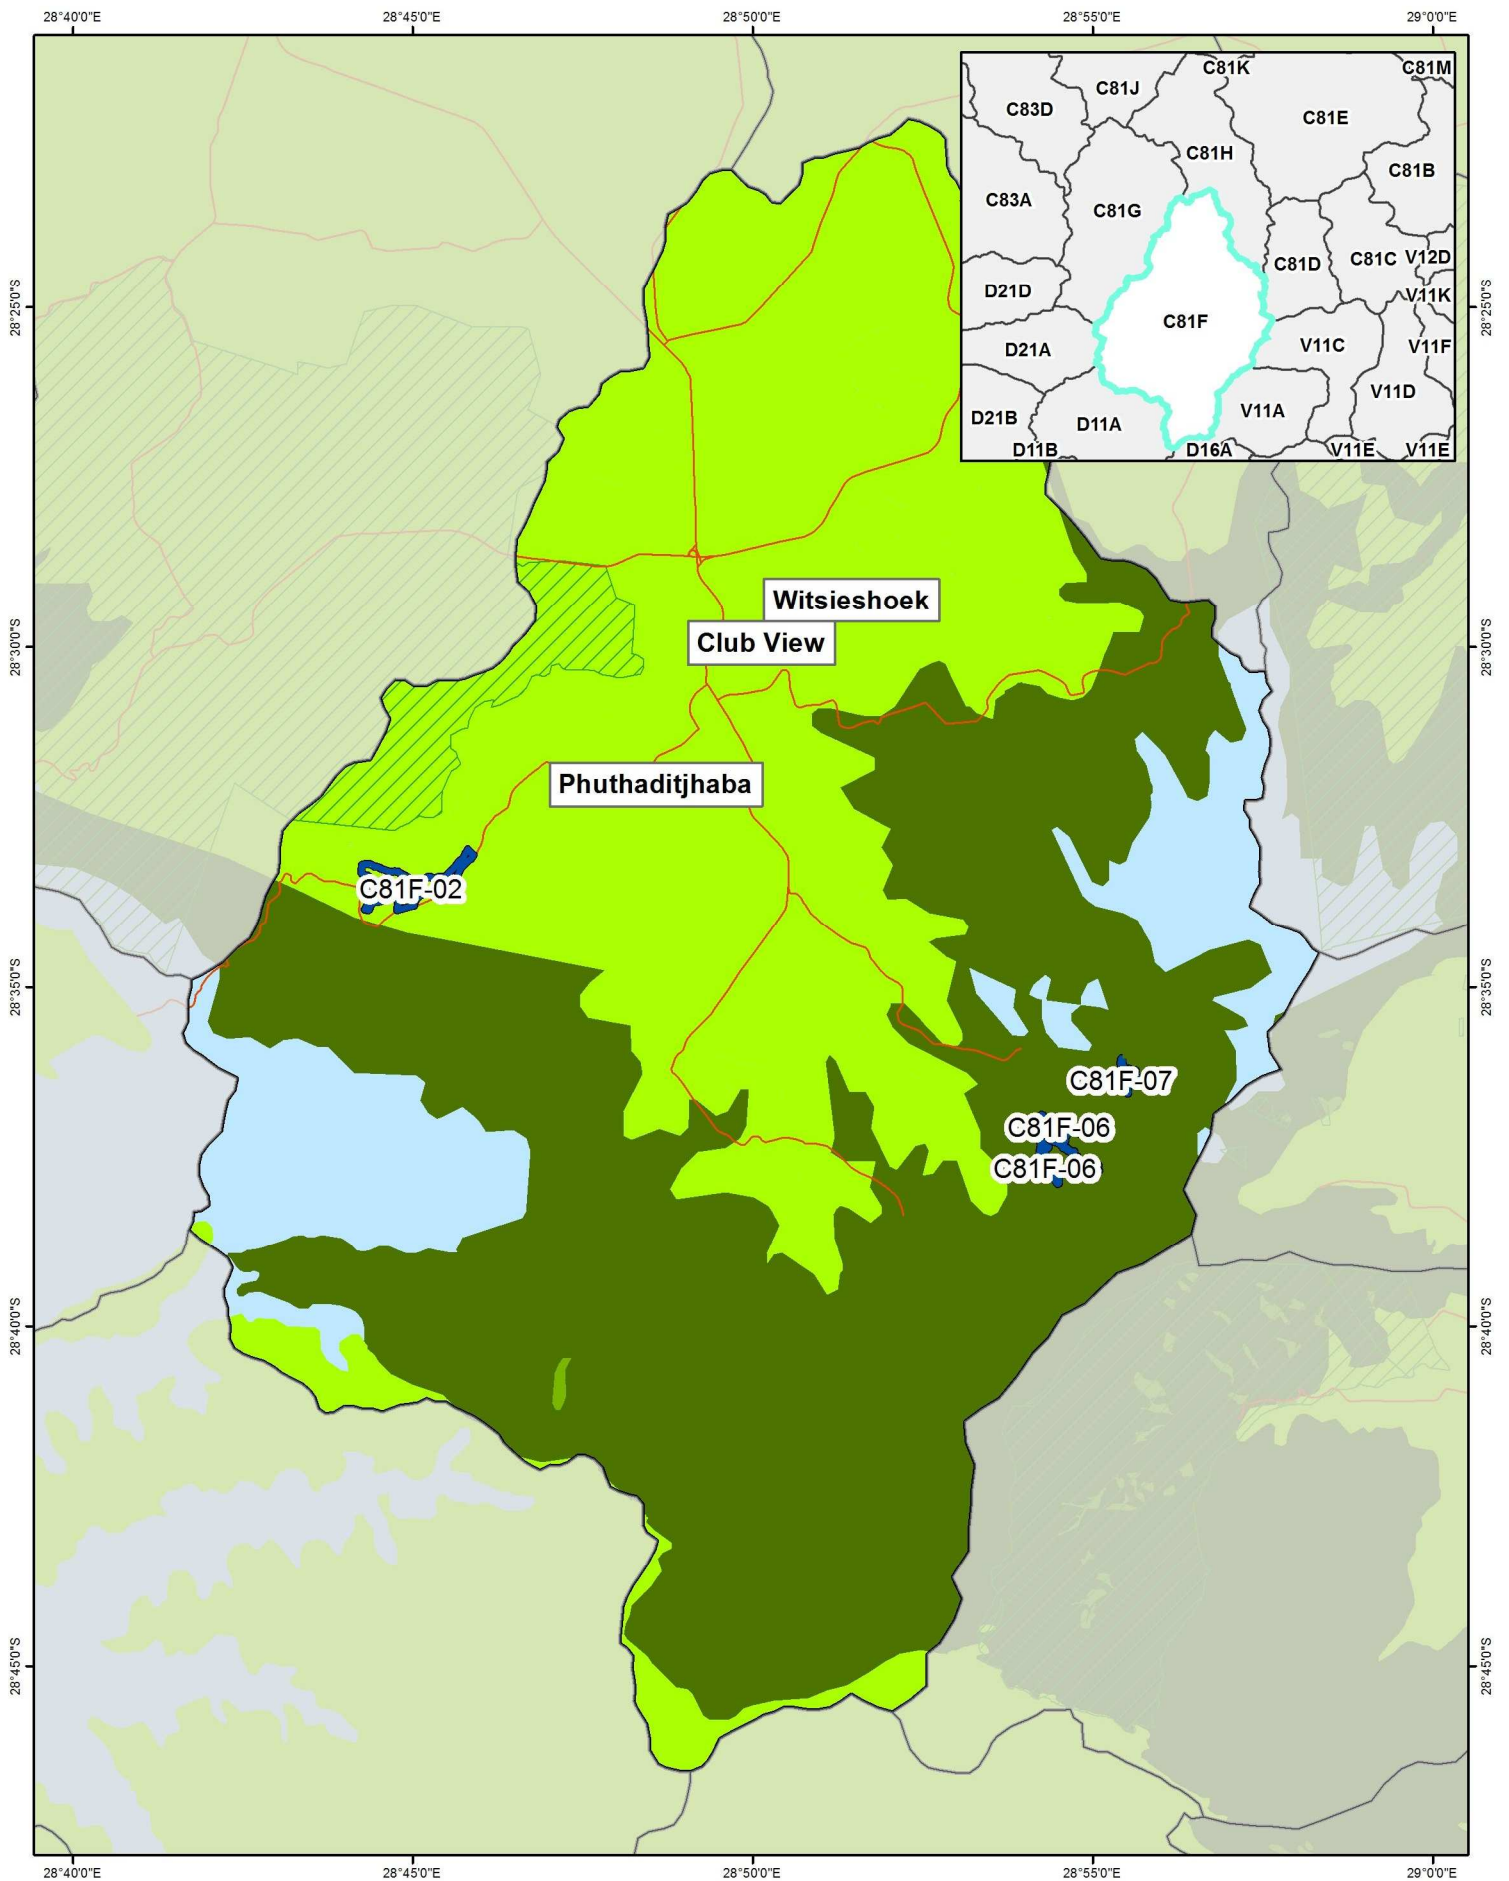 28°40'0"E 28°45'0"E 28°50'0"E 28°55'0"E 29°0'0"E
C81K C81M
C81J
C83D
C81E
C81H
C81B
C83A
C81G
C81C V12D
C81D
D21D
V11K
C81F
V11C V11F
D21A
V11D
V11A
D21B
D11A
D11B D16A V11E V11E
28°25'0"S 28°25'0"S
Witsieshoek
Club View
28°30'0"S 28°30'0"S
Phuthaditjhaba
C81F-02
28°35'0"S 28°35'0"S
C81F-07
C81F-06
C81F-06
28°40'0"S 28°40'0"S
28°45'0"S 28°45'0"S
28°40'0"E 28°45'0"E 28°50'0"E 28°55'0"E 29°0'0"E